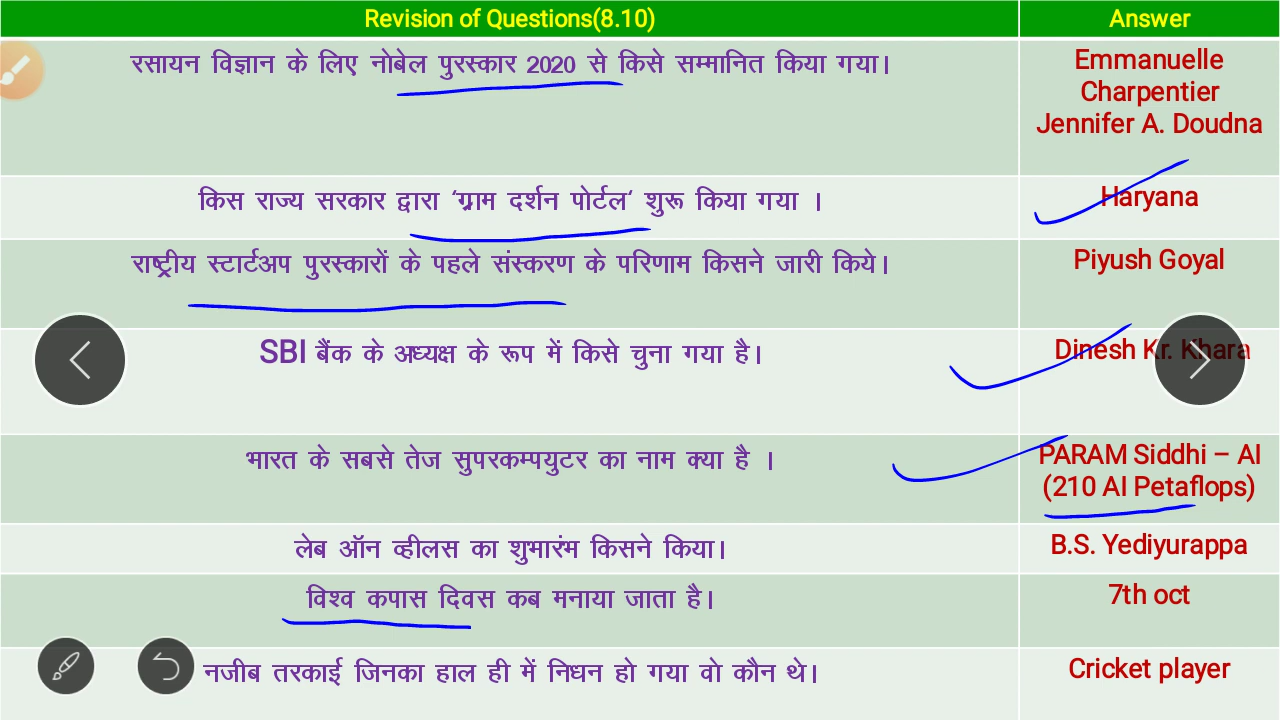 Revision of Questions(8.10) Answer
रसायन विज्ञान के लिए नोबेल पुरस्कार 2020 से किसे सम्मानित किया गया। Emmanuelle
Charpentier
Jennifer A. Doudna
किस राज्य सरकार द्वारा ‘ग्राम दर्शन पोर्टल’ शुरू किया गया । Haryana
राष्ट्रीय स्टार्टअप पुरस्कारों के पहले संस्करण के परिणाम किसने जारी किये। Piyush Goyal
SBI बैंक के अध्यक्ष के रूप में किसे चुना गया है। Dinesh Kr. Khara
भारत के सबसे तेज सुपरकम्पयुटर का नाम क्या है । PARAM Siddhi – AI
(210 AI Petaflops)
लेब ऑन व्हीलस का शुभारंम किसने किया। B.S. Yediyurappa
विश्व कपास दिवस कब मनाया जाता है। 7th oct
नजीब तरकाई जिनका हाल ही में निधन हो गया वो कौन थे। Cricket player